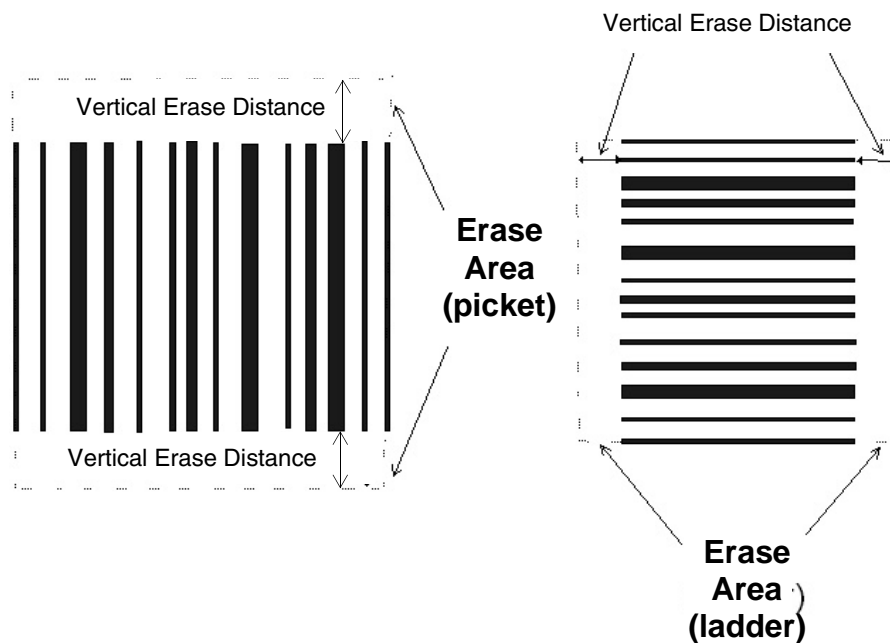 Vertical Erase Distance
Vertical Erase Distance
Erase
Area
(picket)
Vertical Erase Distance
Erase
Area
(ladder)